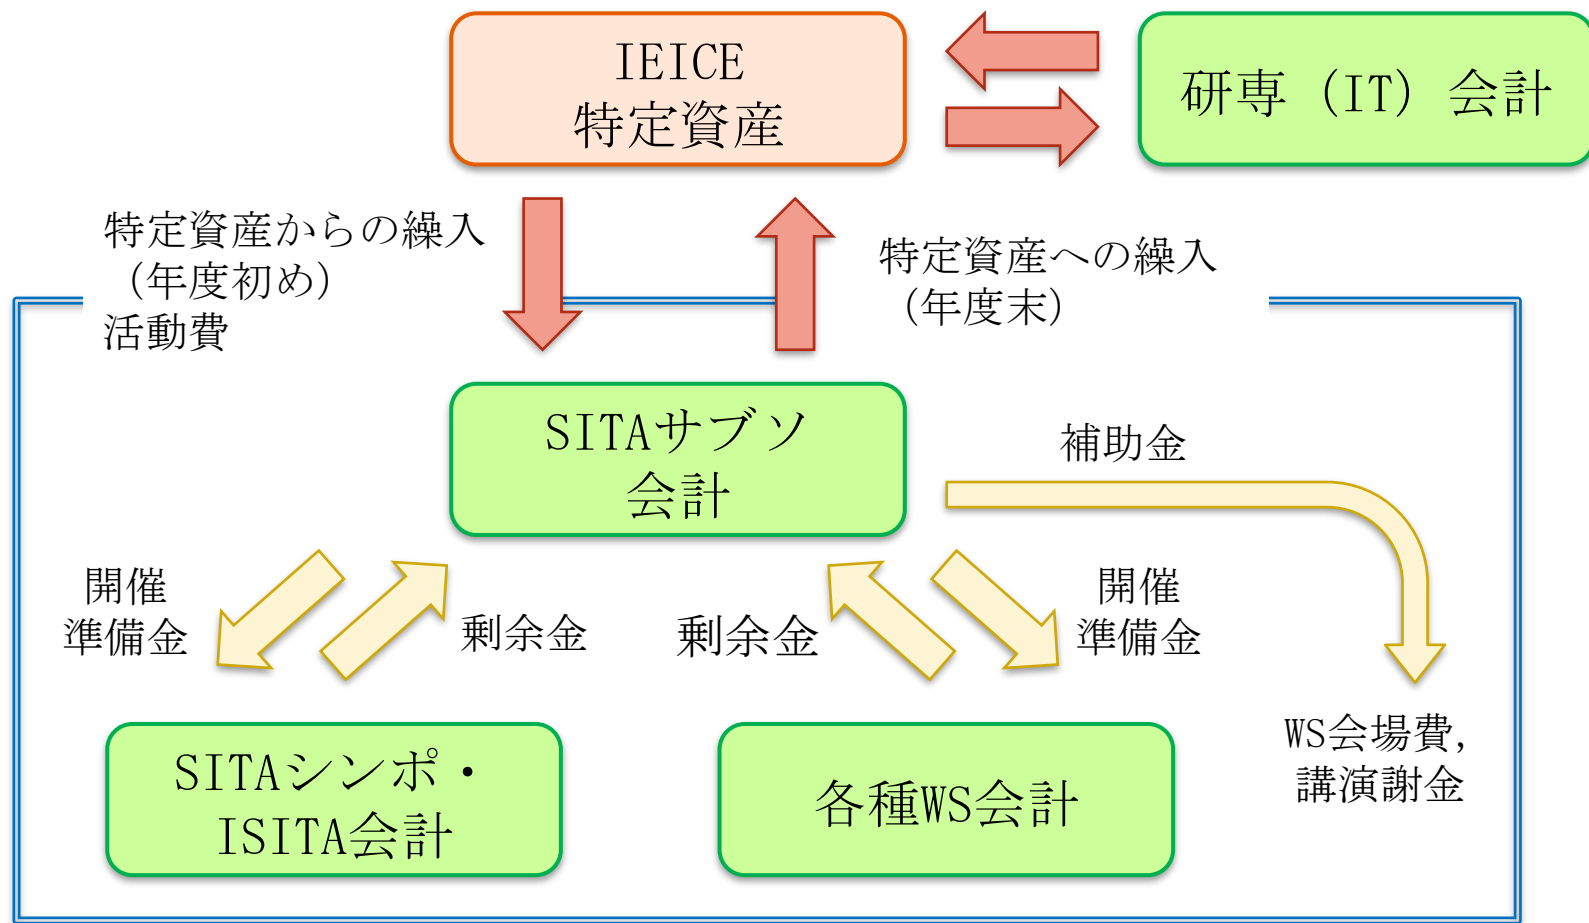 IEICE
特定資産
研専（IT）会計
特定資産からの繰入
（年度初め）
活動費
特定資産への繰入
（年度末）
SITAサブソ
会計
補助金
開催
準備金
剰余金
剰余金
開催
準備金
SITAシンポ・
ISITA会計
各種WS会計
WS会場費,
講演謝金